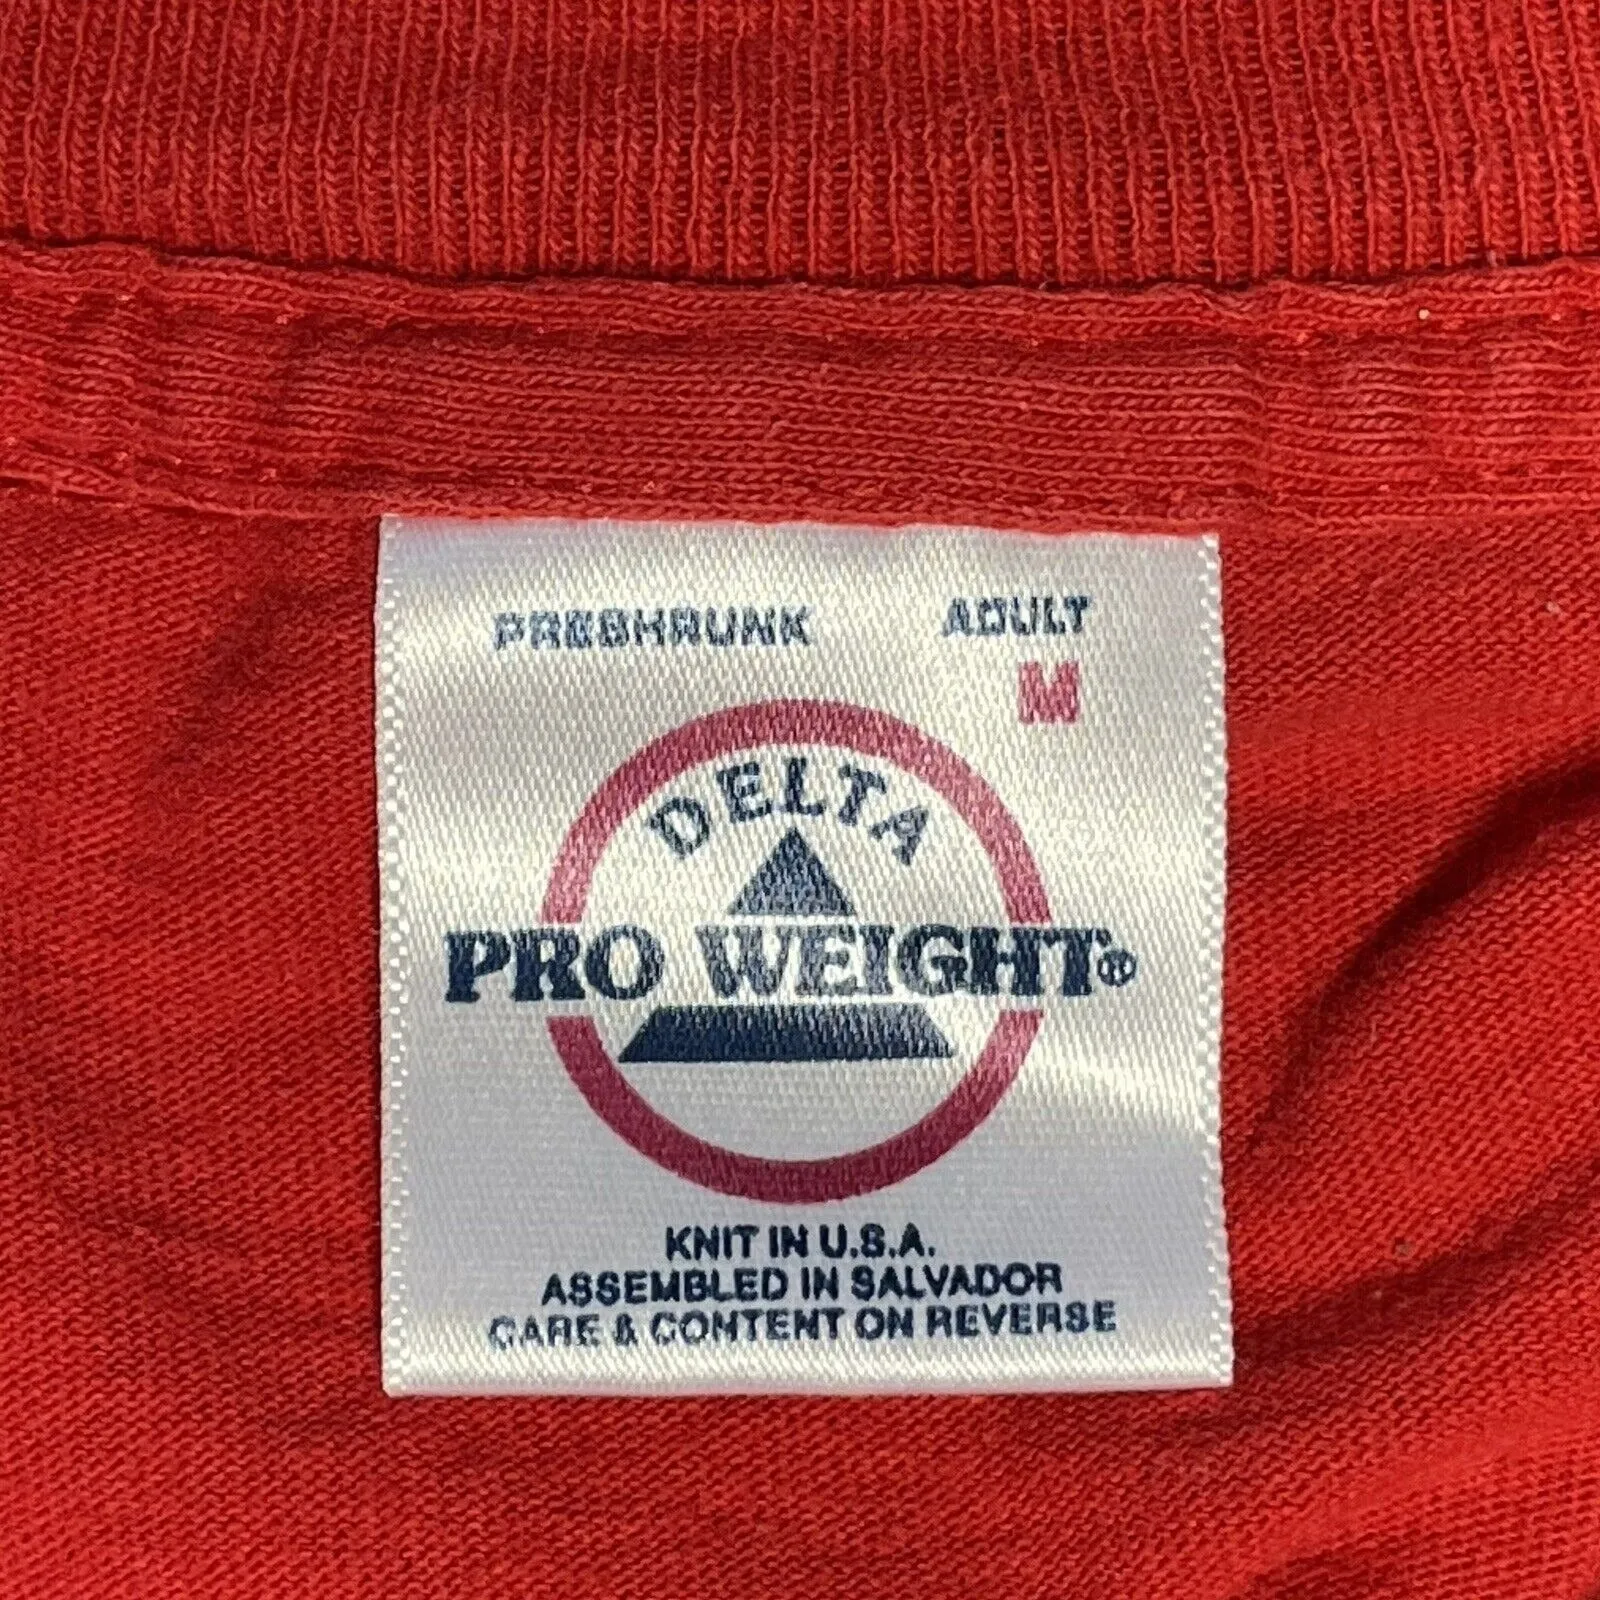 PRESHRUNK ADULT
M
DELTA
PRO WEIGHT®
KNIT IN U.S.A.
ASSEMBLED IN SALVADOR
CARE & CONTENT ON REVERSE